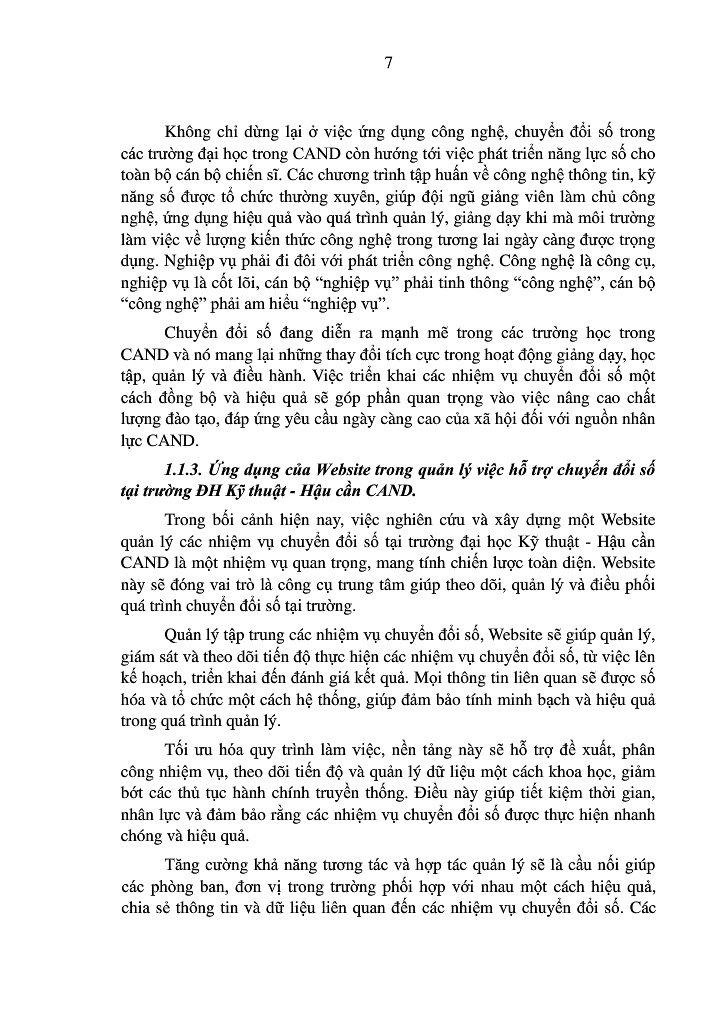 7
Không chỉ dừng lại ở việc ứng dụng công nghệ, chuyển đổi số trong
các trường đại học trong CAND còn hướng tới việc phát triển năng lực số cho
toàn bộ cán bộ chiến sĩ. Các chương trình tập huấn về công nghệ thông tin, kỹ
năng số được tổ chức thường xuyên, giúp đội ngũ giảng viên làm chủ công
nghệ, ứng dụng hiệu quả vào quá trình quản lý, giảng dạy khi mà môi trường
làm việc về lượng kiến thức công nghệ trong tương lai ngày càng được trọng
dụng. Nghiệp vụ phải đi đôi với phát triển công nghệ. Công nghệ là công cụ,
nghiệp vụ là cốt lõi, cán bộ “nghiệp vụ” phải tinh thông “công nghệ”, cán bộ
“công nghệ” phải am hiểu “nghiệp vụ”.
Chuyển đổi số đang diễn ra mạnh mẽ trong các trường học trong
CAND và nó mang lại những thay đổi tích cực trong hoạt động giảng dạy, học
tập, quản lý và điều hành. Việc triển khai các nhiệm vụ chuyển đổi số một
cách đồng bộ và hiệu quả sẽ góp phần quan trọng vào việc nâng cao chất
lượng đào tạo, đáp ứng yêu cầu ngày càng cao của xã hội đối với nguồn nhân
lực CAND.
1.1.3. Ứng dụng của Website trong quản lý việc hỗ trợ chuyển đổi số
tại trường ĐH Kỹ thuật - Hậu cần CAND.
Trong bối cảnh hiện nay, việc nghiên cứu và xây dựng một Website
quản lý các nhiệm vụ chuyển đổi số tại trường đại học Kỹ thuật - Hậu cần
CAND là một nhiệm vụ quan trọng, mang tính chiến lược toàn diện. Website
này sẽ đóng vai trò là công cụ trung tâm giúp theo dõi, quản lý và điều phối
quá trình chuyển đổi số tại trường.
Quản lý tập trung các nhiệm vụ chuyển đổi số, Website sẽ giúp quản lý,
giám sát và theo dõi tiến độ thực hiện các nhiệm vụ chuyển đổi số, từ việc lên
kế hoạch, triển khai đến đánh giá kết quả. Mọi thông tin liên quan sẽ được số
hóa và tổ chức một cách hệ thống, giúp đảm bảo tính minh bạch và hiệu quả
trong quá trình quản lý.
Tối ưu hóa quy trình làm việc, nền tảng này sẽ hỗ trợ đề xuất, phân
công nhiệm vụ, theo dõi tiến độ và quản lý dữ liệu một cách khoa học, giảm
bớt các thủ tục hành chính truyền thống. Điều này giúp tiết kiệm thời gian,
nhân lực và đảm bảo rằng các nhiệm vụ chuyển đổi số được thực hiện nhanh
chóng và hiệu quả.
Tăng cường khả năng tương tác và hợp tác quản lý sẽ là cầu nối giúp
các phòng ban, đơn vị trong trường phối hợp với nhau một cách hiệu quả,
chia sẻ thông tin và dữ liệu liên quan đến các nhiệm vụ chuyển đổi số. Các